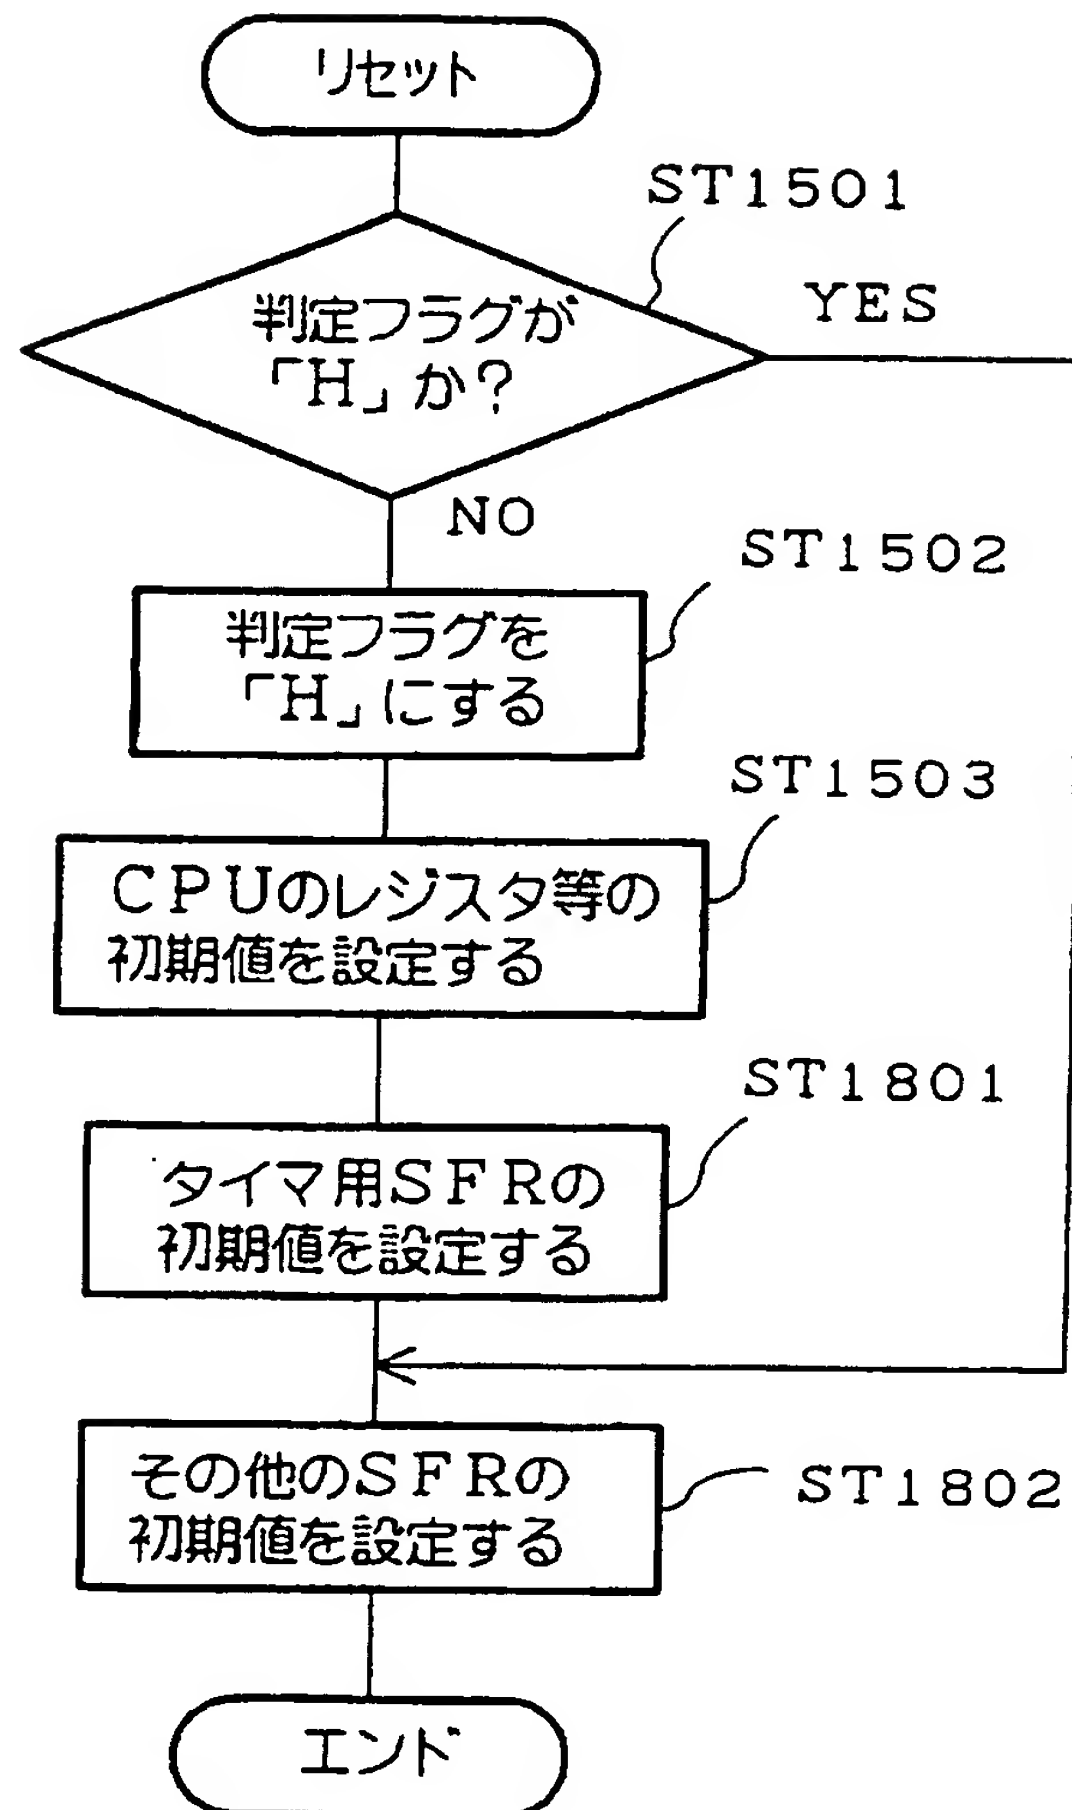 リセット
ST1501
判定フラグが
「H」か?
YES
NO
ST1502
判定フラグを
「H」にする
ST1503
CPUのレジスタ等の
初期値を設定する
ST1801
タイマ用SFRの
初期値を設定する
その他のSFRの
初期値を設定する
ST1802
エンド